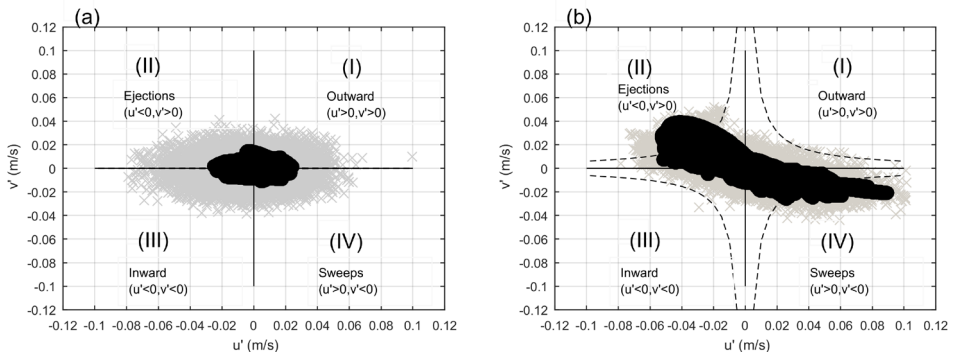 (a)
0.12
0.1
0.08
0.06
0.04
0.02
0
-0.02
-0.04
-0.06
-0.08
-0.1
-0.12
v' (m/s)
(II)
(I)
Ejections
(u'<0,v'>0)
Outward
(u'>0,v'>0)
(III)
(IV)
Inward
(u'<0,v'<0)
Sweeps
(u'>0,v'<0)
-0.12 -0.1 -0.08 -0.06 -0.04 -0.02 0 0.02 0.04 0.06 0.08 0.1 0.12
u' (m/s)
(b)
0.12
0.1
0.08
0.06
0.04
0.02
0
-0.02
-0.04
-0.06
-0.08
-0.1
-0.12
v' (m/s)
(II)
(I)
Ejections
(u'<0,v'>0)
Outward
(u'>0,v'>0)
(III)
(IV)
Inward
(u'<0,v'<0)
Sweeps
(u'>0,v'<0)
-0.12 -0.1 -0.08 -0.06 -0.04 -0.02 0 0.02 0.04 0.06 0.08 0.1 0.12
u' (m/s)